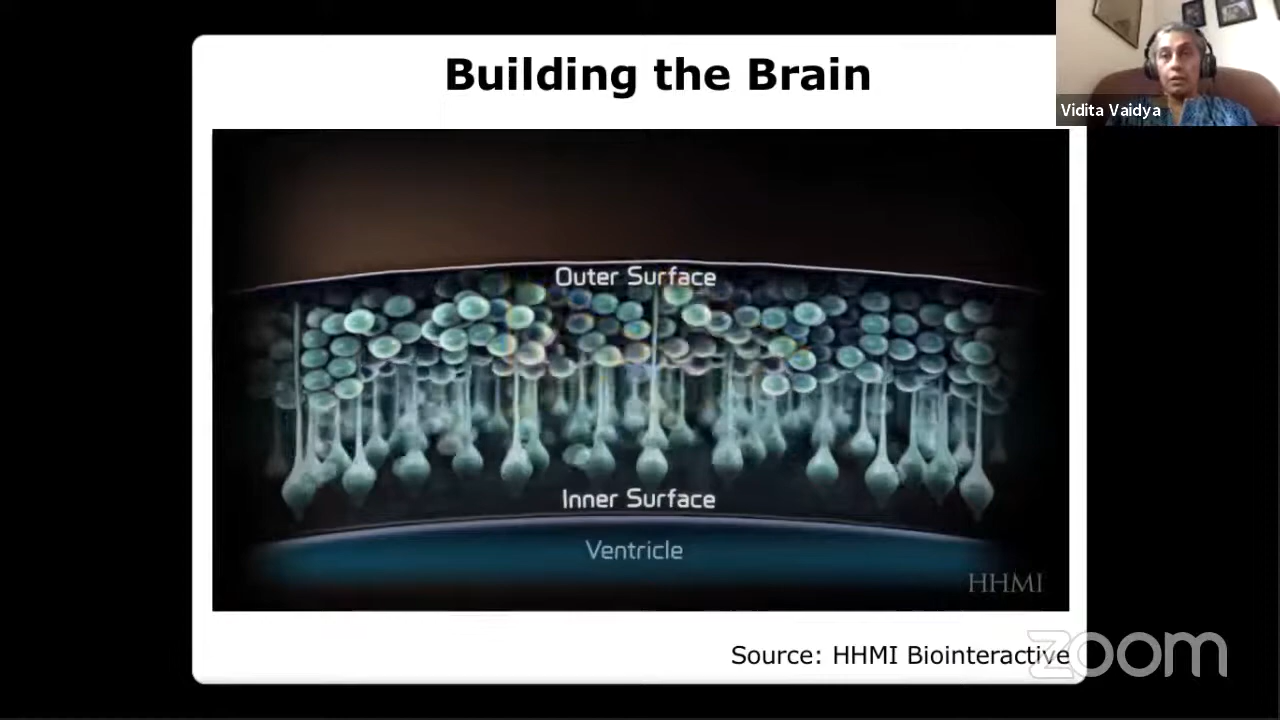 Building the Brain
Vidita Vaidya
Outer Surface
Inner Surface
Ventricle
HHMI
Source: HHMI Biointeractive
zoom